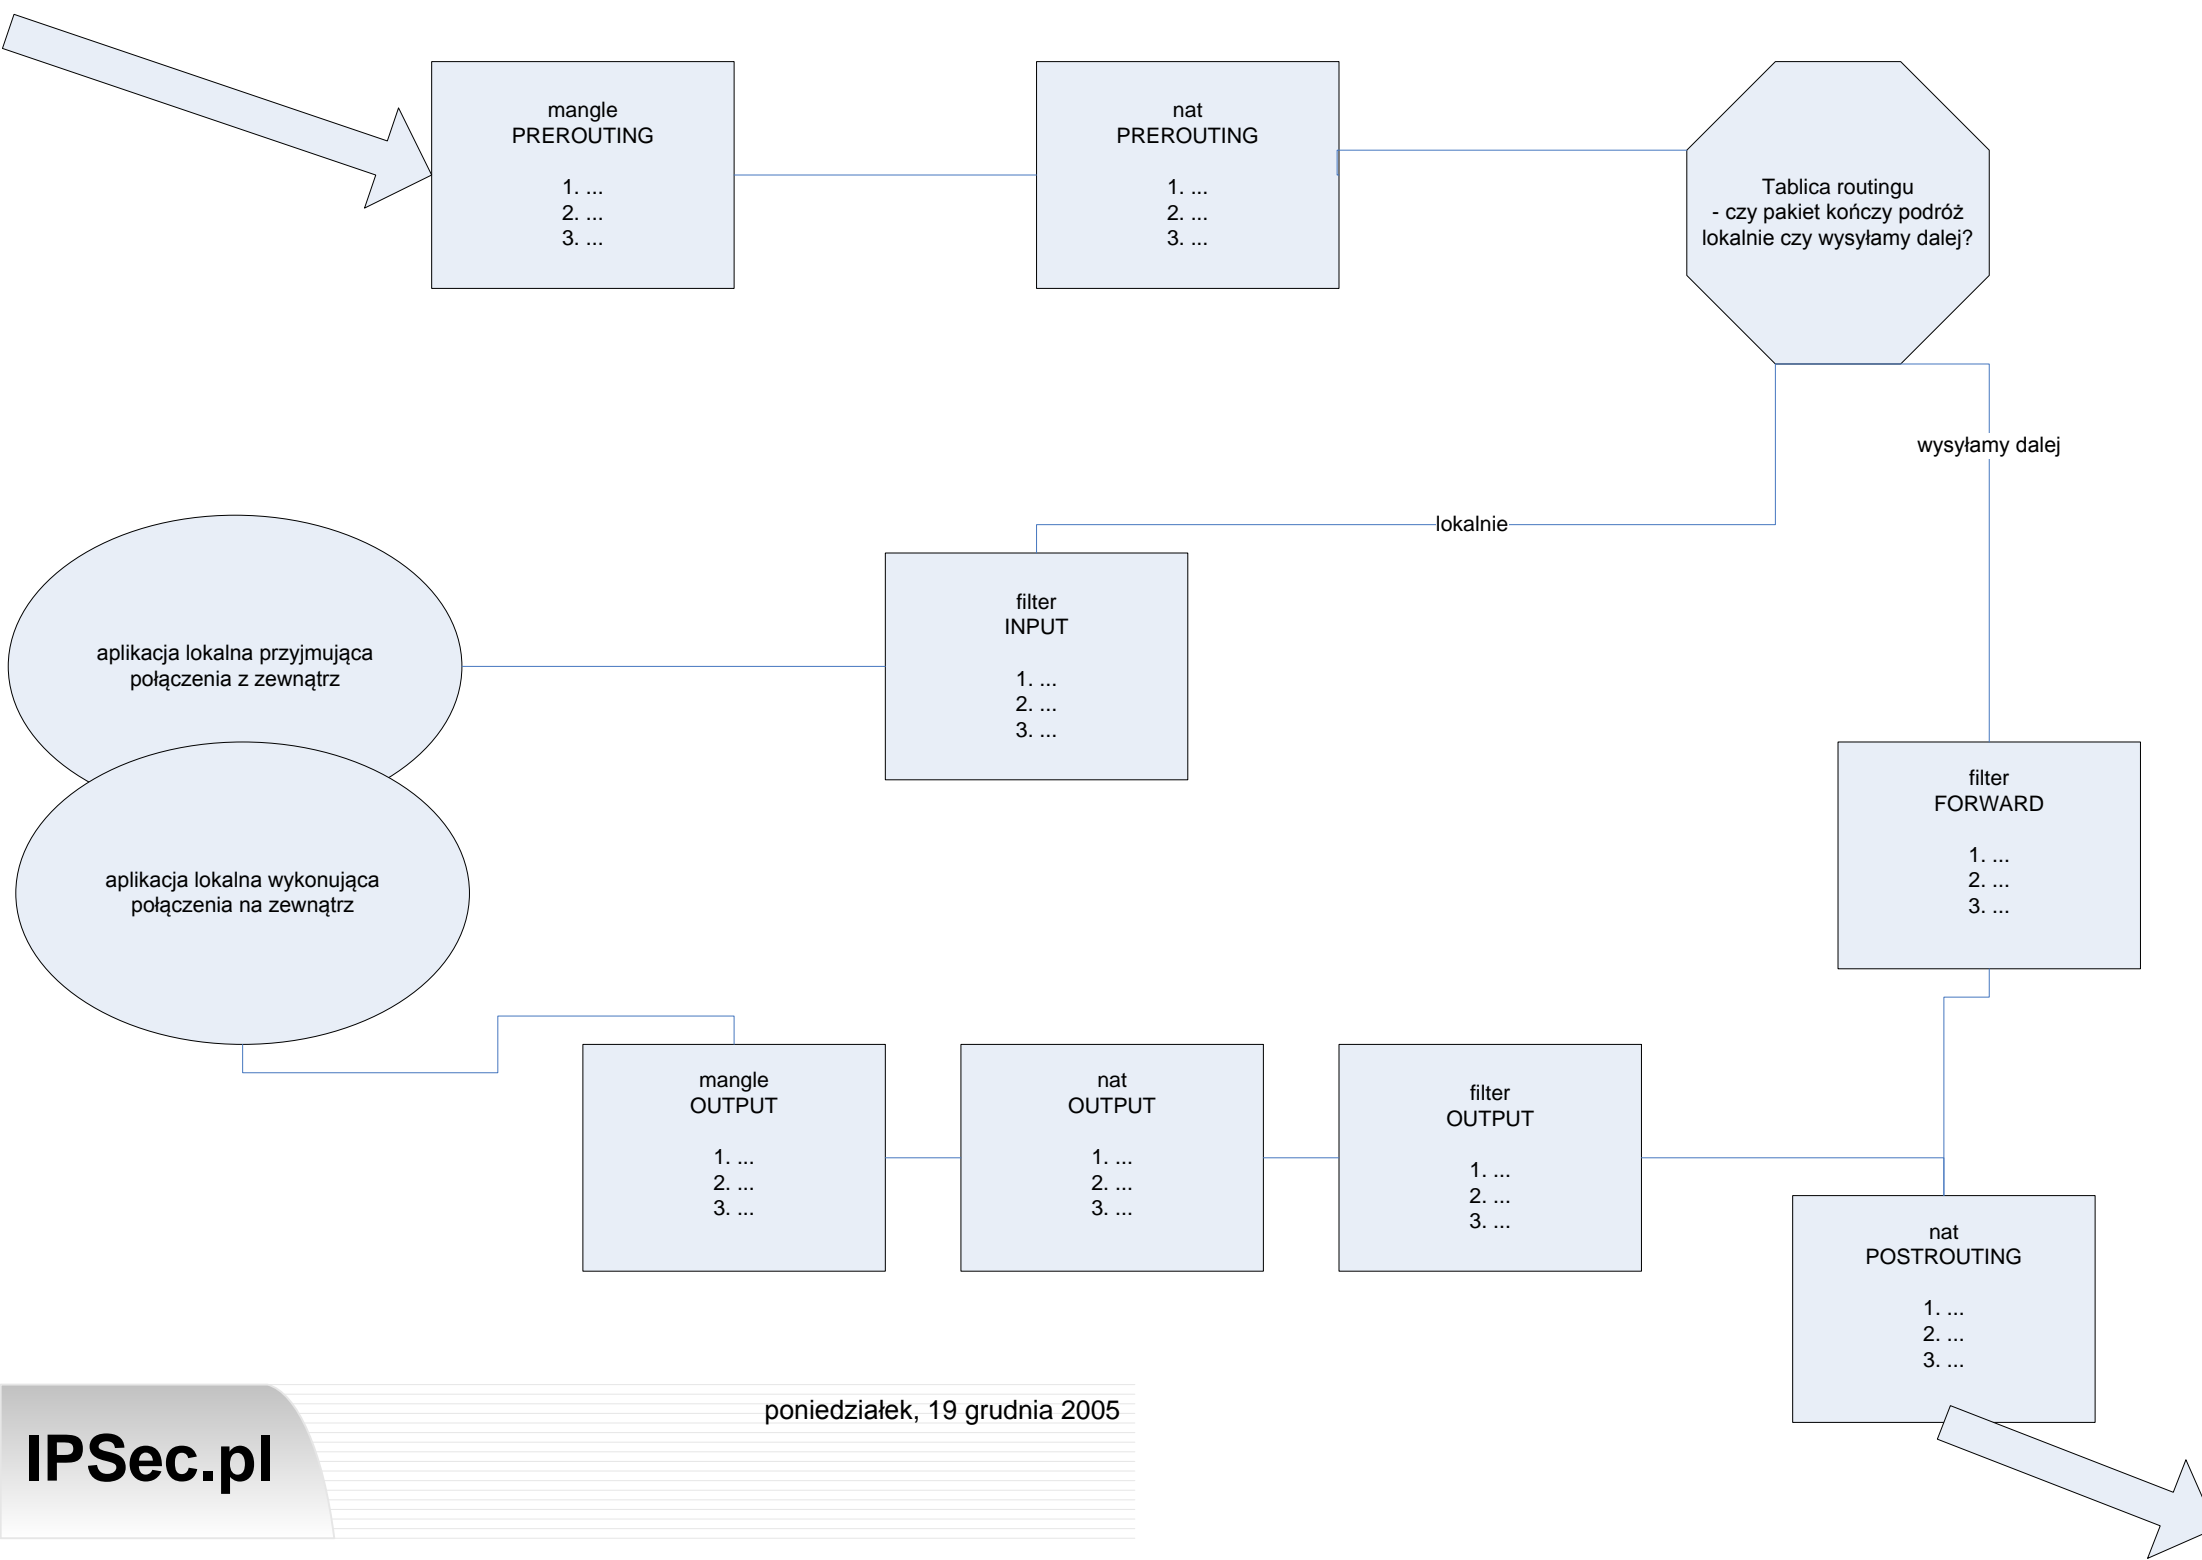 mangle
PREROUTING
1. ...
2. ...
3. ...
nat
PREROUTING
1. ...
2. ...
3. ...
Tablica routingu
- czy pakiet kończy podróż
lokalnie czy wysyłamy dalej?
wysyłamy dalej
lokalnie
filter
INPUT
1. ...
2. ...
3. ...
aplikacja lokalna przyjmująca
połączenia z zewnątrz
filter
FORWARD
1. ...
2. ...
3. ...
aplikacja lokalna wykonująca
połączenia na zewnątrz
mangle
OUTPUT
1. ...
2. ...
3. ...
nat
OUTPUT
1. ...
2. ...
3. ...
filter
OUTPUT
1. ...
2. ...
3. ...
nat
POSTROUTING
1. ...
2. ...
3. ...
poniedziałek, 19 grudnia 2005
IPSec.pl